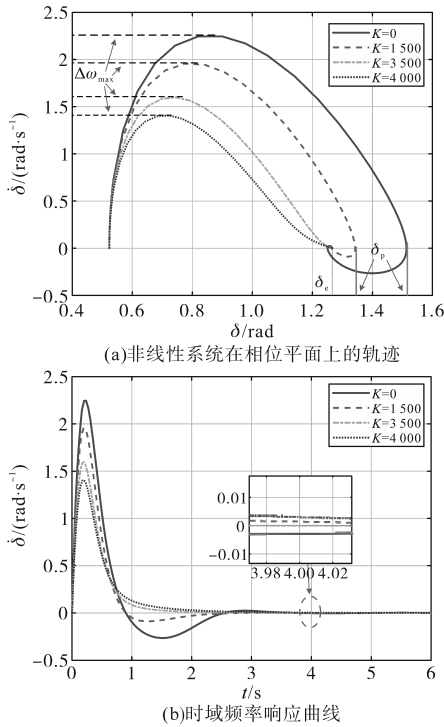 2.5
2
1.5
1
0.5
0
−0.5
δ̇/(rad·s⁻¹)
Δωmax
K=0
K=1 500
K=3 500
K=4 000
δe
δp
0.4 0.6 0.8 1.0 1.2 1.4 1.6
δ/rad
(a)非线性系统在相位平面上的轨迹
2.5
2
1.5
1
0.5
0
−0.5
δ̇/(rad·s⁻¹)
K=0
K=1 500
K=3 500
K=4 000
0.01
0
−0.01
3.98 4.00 4.02
0 1 2 3 4 5 6
t/s
(b)时域频率响应曲线